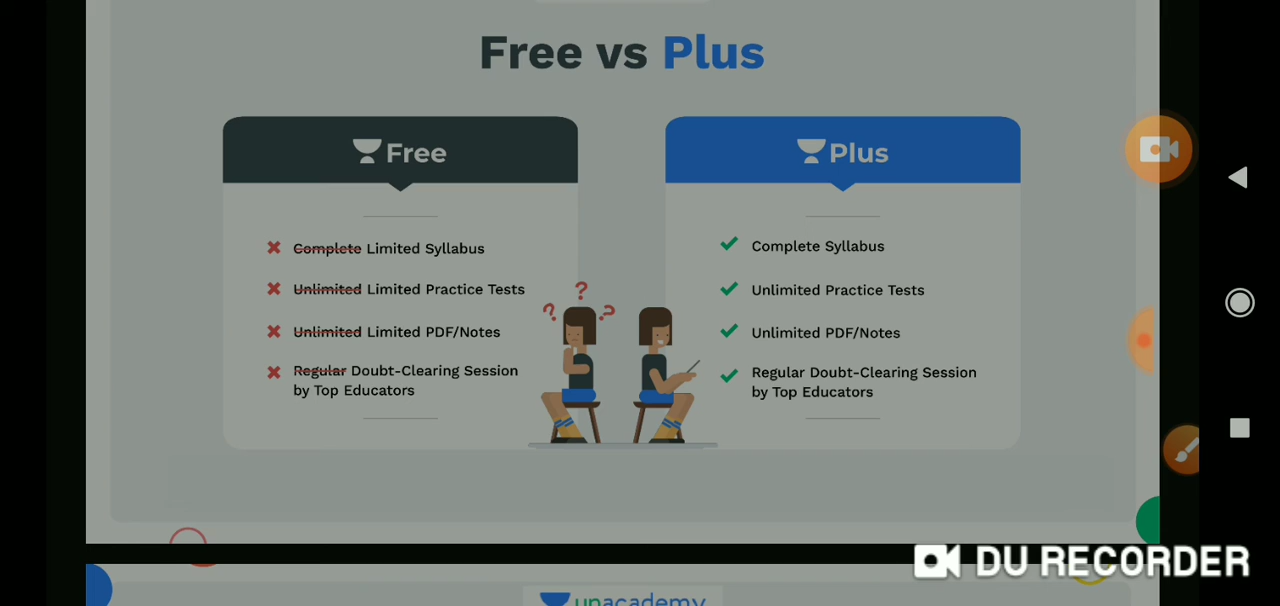 Free vs Plus
Free
Complete Limited Syllabus
Unlimited Limited Practice Tests
Unlimited Limited PDF/Notes
Regular Doubt-Clearing Session
by Top Educators
Plus
Complete Syllabus
Unlimited Practice Tests
Unlimited PDF/Notes
Regular Doubt-Clearing Session
by Top Educators
? ? ?
DU RECORDER
unacademy